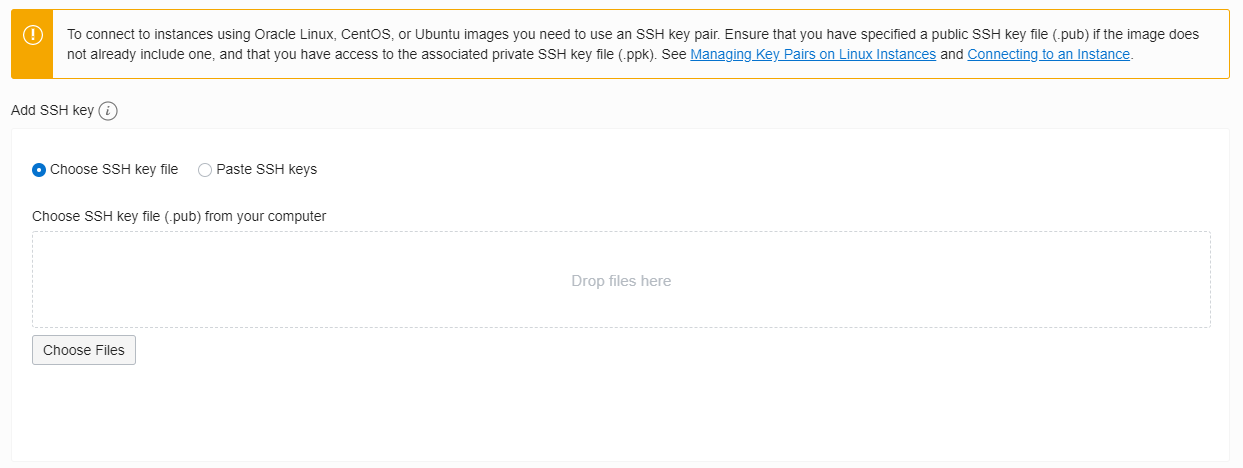 To connect to instances using Oracle Linux, CentOS, or Ubuntu images you need to use an SSH key pair. Ensure that you have specified a public SSH key file (.pub) if the image does
not already include one, and that you have access to the associated private SSH key file (.ppk). See Managing Key Pairs on Linux Instances and Connecting to an Instance.
Add SSH key i
Choose SSH key file Paste SSH keys
Choose SSH key file (.pub) from your computer
Drop files here
Choose Files